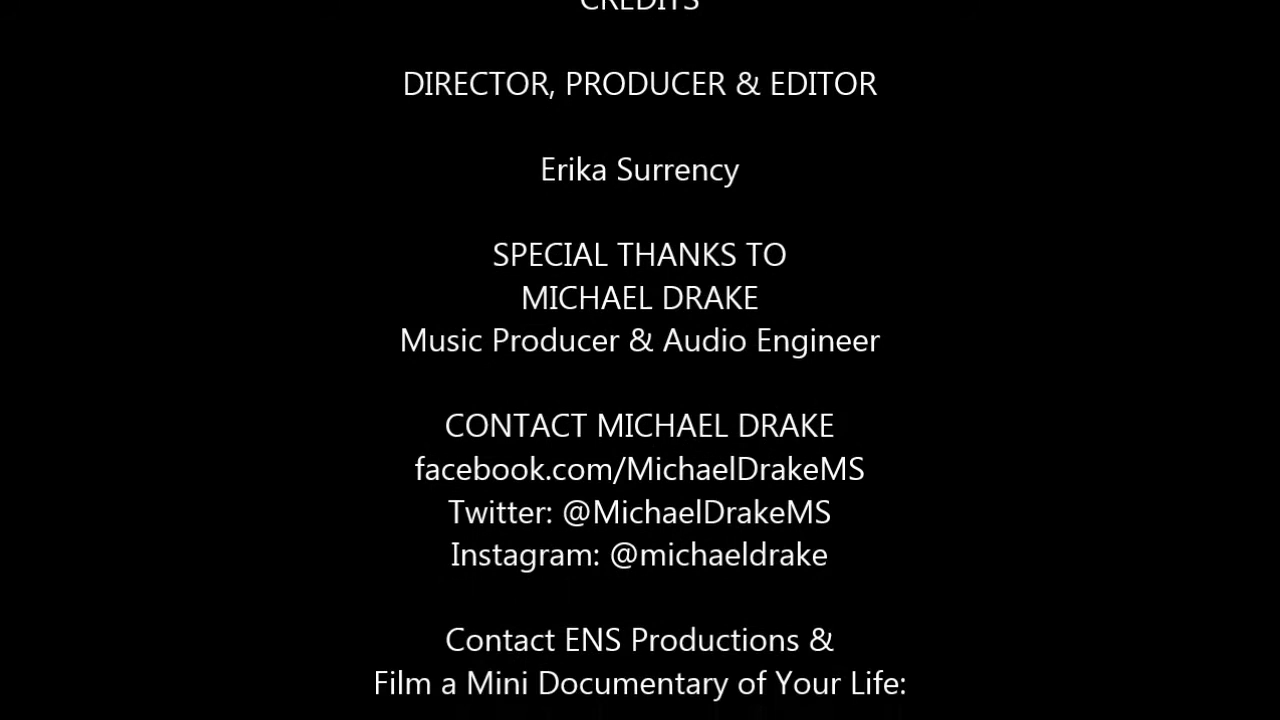 CREDITS
DIRECTOR, PRODUCER & EDITOR
Erika Surrency
SPECIAL THANKS TO
MICHAEL DRAKE
Music Producer & Audio Engineer
CONTACT MICHAEL DRAKE
facebook.com/MichaelDrakeMS
Twitter: @MichaelDrakeMS
Instagram: @michaeldrake
Contact ENS Productions &
Film a Mini Documentary of Your Life: